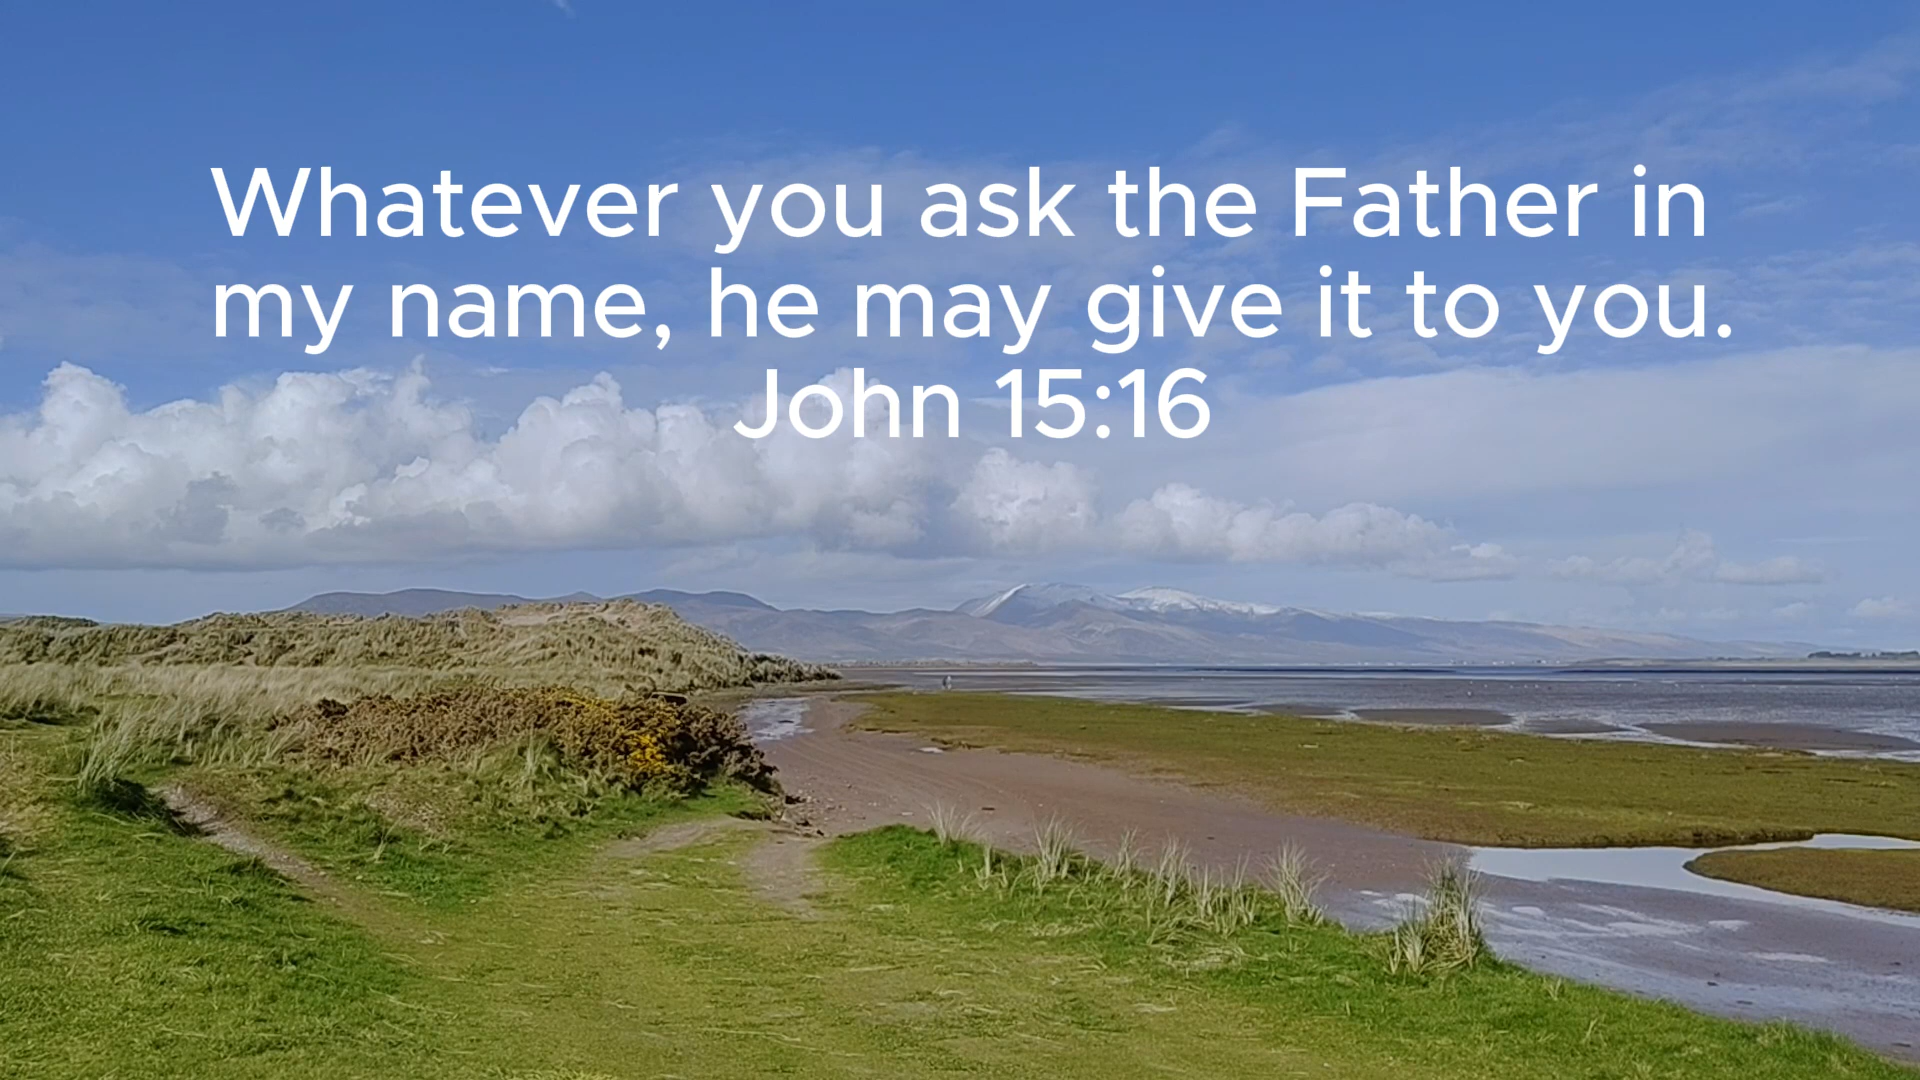 Whatever you ask the Father in
my name, he may give it to you.
John 15:16